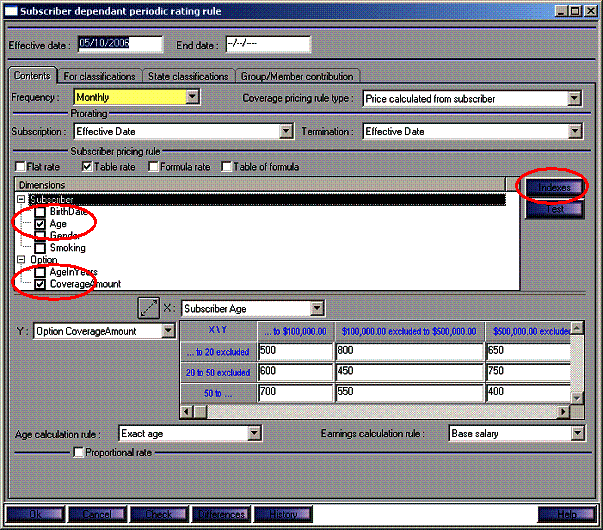 Subscriber dependant periodic rating rule
Effective date : 05/10/2006 End date : --/--/---
Contents For classifications State classifications Group/Member contribution
Frequency : Monthly Coverage pricing rule type : Price calculated from subscriber
Prorating
Subscription : Effective Date Termination : Effective Date
Subscriber pricing rule
Flat rate Table rate Formula rate Table of formula
Dimensions
Indexes
Subscriber
BirthDate
Test
Age
Gender
Smoking
Option
AgeInYears
CoverageAmount
X : Subscriber Age
Y : Option CoverageAmount
X \ Y ... to $100,000.00 $100,000.00 excluded to $500,000.00 $500,000.00 exclude
... to 20 excluded 500 800 650
20 to 50 excluded 600 450 750
50 to ... 700 550 400
Age calculation rule : Exact age Earnings calculation rule : Base salary
Proportional rate
Ok Cancel Check Differences History Help